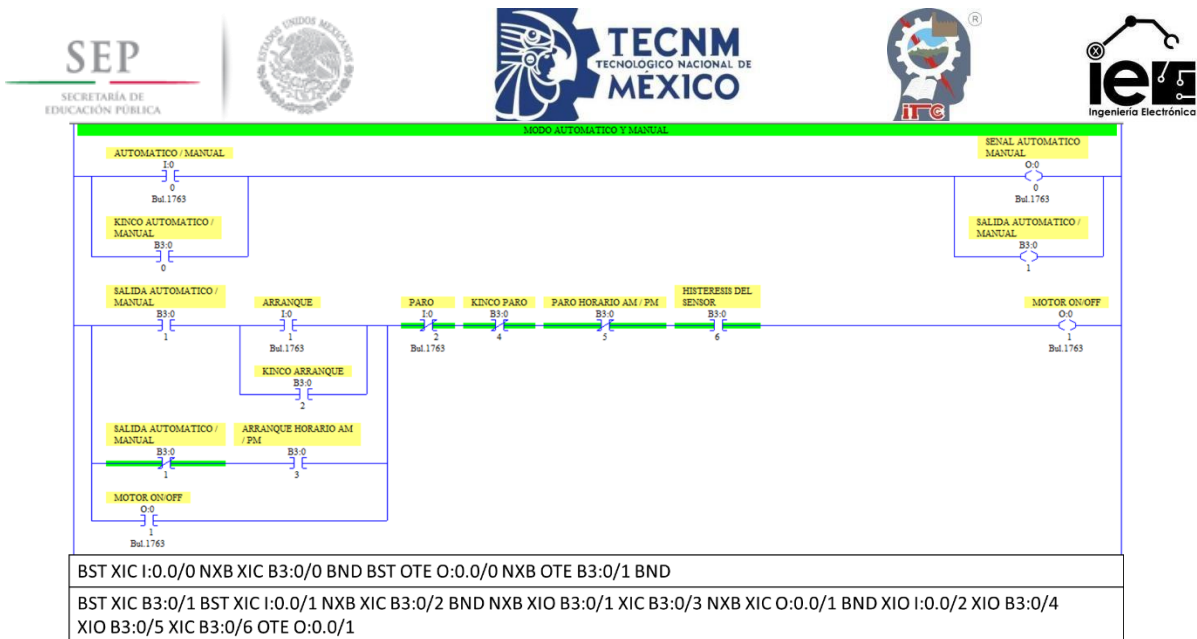 ESTADOS UNIDOS MEXICANOS
SEP
SECRETARÍA DE
EDUCACIÓN PÚBLICA
TECNM
TECNOLÓGICO NACIONAL DE
MÉXICO
®
iTC
ie
Ingeniería Electrónica
MODO AUTOMATICO Y MANUAL
AUTOMATICO / MANUAL
I:0
0
Bul.1763
SENAL AUTOMATICO
MANUAL
O:0
0
Bul.1763
KINCO AUTOMATICO /
MANUAL
B3:0
0
SALIDA AUTOMATICO /
MANUAL
B3:0
1
SALIDA AUTOMATICO /
MANUAL
B3:0
1
ARRANQUE
I:0
1
Bul.1763
PARO
I:0
2
Bul.1763
KINCO PARO
B3:0
4
PARO HORARIO AM / PM
B3:0
5
HISTERESIS DEL
SENSOR
B3:0
6
MOTOR ON/OFF
O:0
1
Bul.1763
KINCO ARRANQUE
B3:0
2
SALIDA AUTOMATICO /
MANUAL
B3:0
1
ARRANQUE HORARIO AM
/ PM
B3:0
3
MOTOR ON/OFF
O:0
1
Bul.1763
BST XIC I:0.0/0 NXB XIC B3:0/0 BND BST OTE O:0.0/0 NXB OTE B3:0/1 BND
BST XIC B3:0/1 BST XIC I:0.0/1 NXB XIC B3:0/2 BND NXB XIO B3:0/1 XIC B3:0/3 NXB XIC O:0.0/1 BND XIO I:0.0/2 XIO B3:0/4
XIO B3:0/5 XIC B3:0/6 OTE O:0.0/1